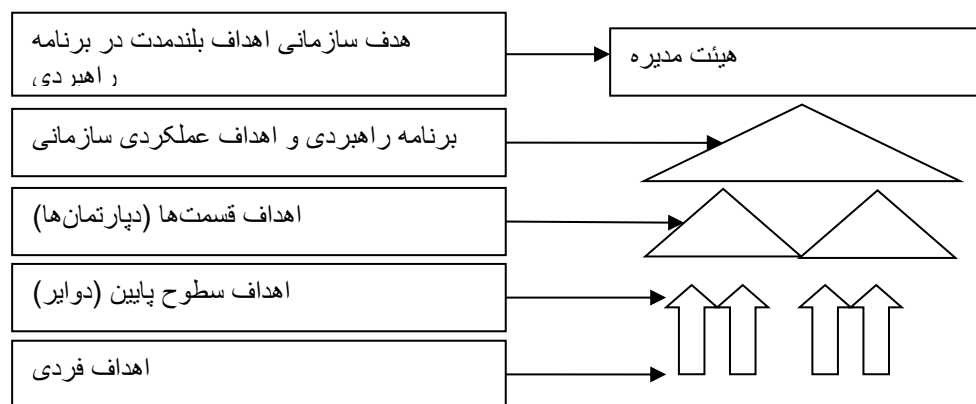 هدف سازمانی اهداف بلندمدت در برنامه
راهبردی
هیئت مدیره
برنامه راهبردی و اهداف عملکردی سازمانی
اهداف قسمت‌ها (دپارتمان‌ها)
اهداف سطوح پایین (دوایر)
اهداف فردی